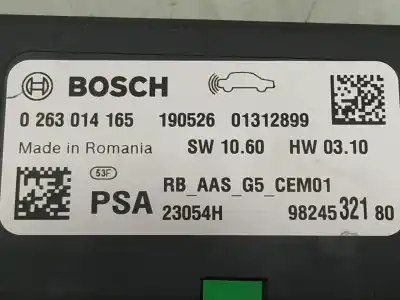 BOSCH
0 263 014 165 190526 01312899
Made in Romania SW 10.60 HW 03.10
53F RB_AAS_G5_CEM01
PSA 23054H 98245 321 80